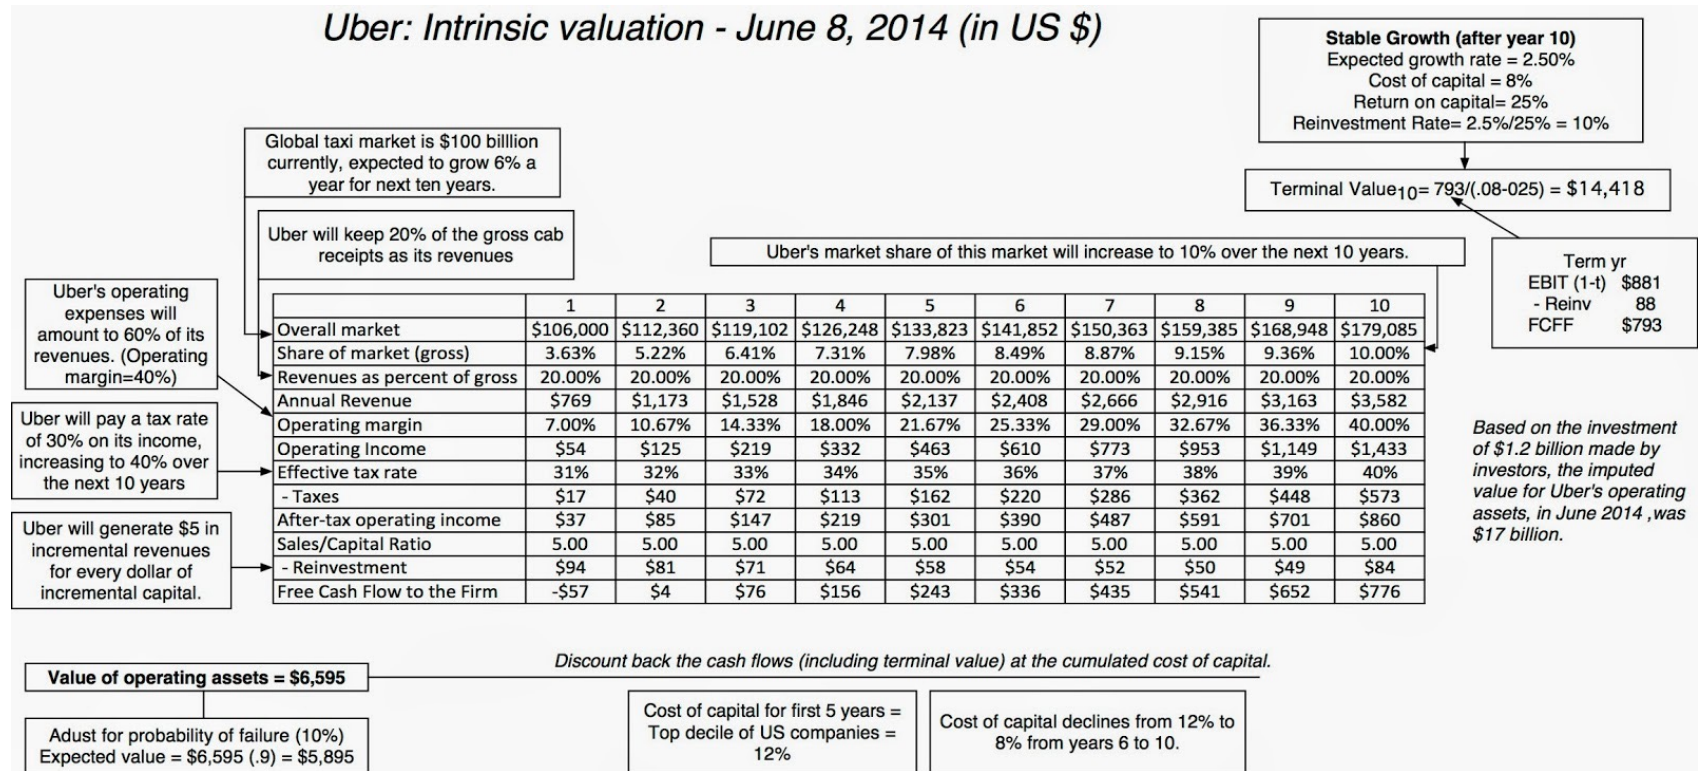 Uber: Intrinsic valuation - June 8, 2014 (in US $)
Stable Growth (after year 10)
Expected growth rate = 2.50%
Cost of capital = 8%
Return on capital= 25%
Reinvestment Rate= 2.5%/25% = 10%
Global taxi market is $100 billlion
currently, expected to grow 6% a
year for next ten years.
Terminal Value10= 793/(.08-025) = $14,418
Uber will keep 20% of the gross cab
receipts as its revenues
Uber's market share of this market will increase to 10% over the next 10 years.
Term yr
EBIT (1-t) $881
- Reinv 88
FCFF $793
Uber's operating
expenses will
amount to 60% of its
revenues. (Operating
margin=40%)
Uber will pay a tax rate
of 30% on its income,
increasing to 40% over
the next 10 years
Uber will generate $5 in
incremental revenues
for every dollar of
incremental capital.
1 2 3 4 5 6 7 8 9 10
Overall market $106,000 $112,360 $119,102 $126,248 $133,823 $141,852 $150,363 $159,385 $168,948 $179,085
Share of market (gross) 3.63% 5.22% 6.41% 7.31% 7.98% 8.49% 8.87% 9.15% 9.36% 10.00%
Revenues as percent of gross 20.00% 20.00% 20.00% 20.00% 20.00% 20.00% 20.00% 20.00% 20.00% 20.00%
Annual Revenue $769 $1,173 $1,528 $1,846 $2,137 $2,408 $2,666 $2,916 $3,163 $3,582
Operating margin 7.00% 10.67% 14.33% 18.00% 21.67% 25.33% 29.00% 32.67% 36.33% 40.00%
Operating Income $54 $125 $219 $332 $463 $610 $773 $953 $1,149 $1,433
Effective tax rate 31% 32% 33% 34% 35% 36% 37% 38% 39% 40%
- Taxes $17 $40 $72 $113 $162 $220 $286 $362 $448 $573
After-tax operating income $37 $85 $147 $219 $301 $390 $487 $591 $701 $860
Sales/Capital Ratio 5.00 5.00 5.00 5.00 5.00 5.00 5.00 5.00 5.00 5.00
- Reinvestment $94 $81 $71 $64 $58 $54 $52 $50 $49 $84
Free Cash Flow to the Firm -$57 $4 $76 $156 $243 $336 $435 $541 $652 $776
Based on the investment
of $1.2 billion made by
investors, the imputed
value for Uber's operating
assets, in June 2014 ,was
$17 billion.
Discount back the cash flows (including terminal value) at the cumulated cost of capital.
Value of operating assets = $6,595
Adust for probability of failure (10%)
Expected value = $6,595 (.9) = $5,895
Cost of capital for first 5 years =
Top decile of US companies =
12%
Cost of capital declines from 12% to
8% from years 6 to 10.